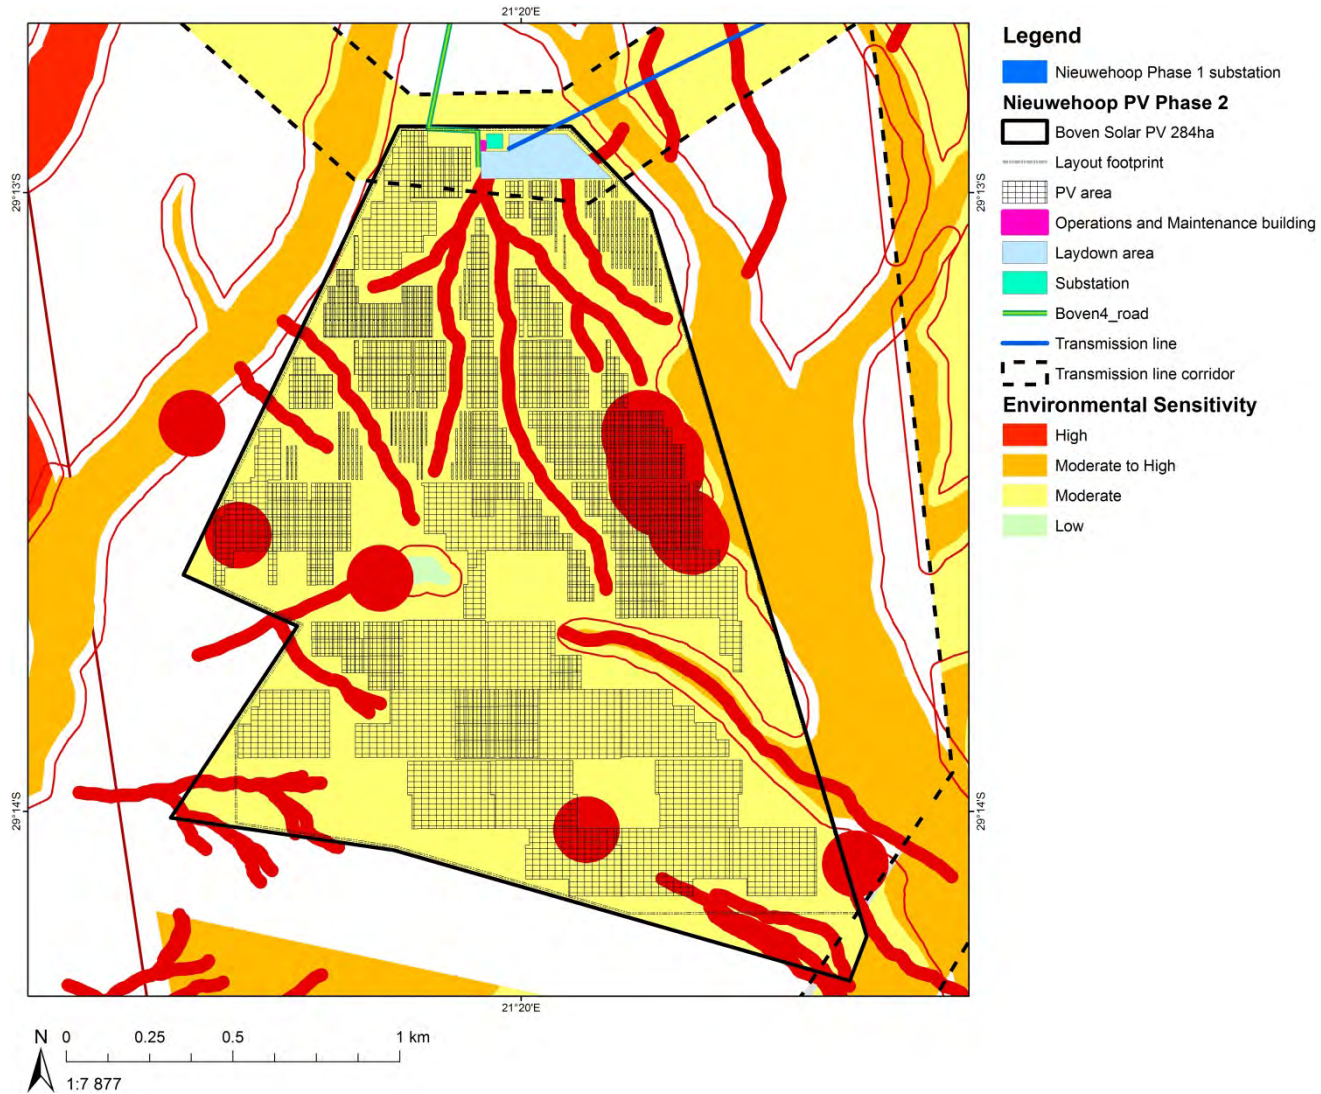 21°20'E
29°13'S
29°13'S
29°14'S
29°14'S
21°20'E
N 0 0.25 0.5 1 km
1:7 877
Legend
Nieuwehoop Phase 1 substation
Nieuwehoop PV Phase 2
Boven Solar PV 284ha
Layout footprint
PV area
Operations and Maintenance building
Laydown area
Substation
Boven4_road
Transmission line
Transmission line corridor
Environmental Sensitivity
High
Moderate to High
Moderate
Low